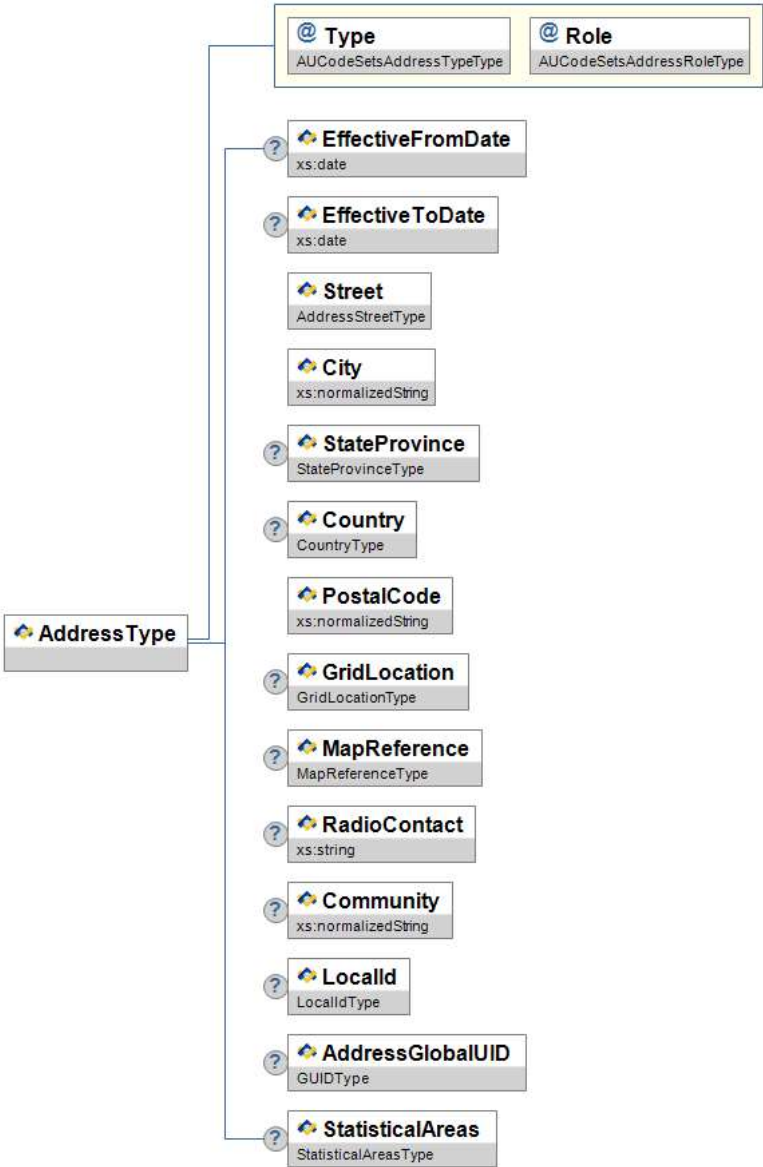 @ Type
AUCodeSetsAddressTypeType
@ Role
AUCodeSetsAddressRoleType
? EffectiveFromDate
xs:date
? EffectiveToDate
xs:date
Street
AddressStreetType
City
xs:normalizedString
? StateProvince
StateProvinceType
? Country
CountryType
PostalCode
xs:normalizedString
AddressType
? GridLocation
GridLocationType
? MapReference
MapReferenceType
? RadioContact
xs:string
? Community
xs:normalizedString
? LocalId
LocalIdType
? AddressGlobalUID
GUIDType
? StatisticalAreas
StatisticalAreasType